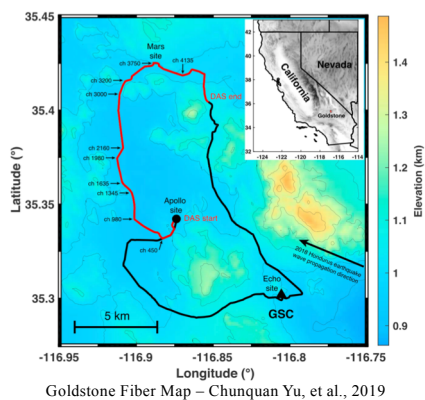 35.45
35.4
35.35
35.3
Latitude (°)
-116.95
-116.9
-116.85
-116.8
-116.75
Longitude (°)
Mars
site
ch 3750
ch 4135
ch 3200
ch 3000
DAS end
ch 2160
ch 1960
ch 1635
ch 1345
Apollo
site
ch 980
DAS start
ch 450
Echo
site
GSC
5 km
2018 Honduras earthquake
wave propagation direction
42
40
38
36
34
32
-124
-122
-120
-118
-116
-114
California
Nevada
Goldstone
1.4
1.3
1.2
1.1
1
0.9
Elevation (km)
Goldstone Fiber Map – Chunquan Yu, et al., 2019